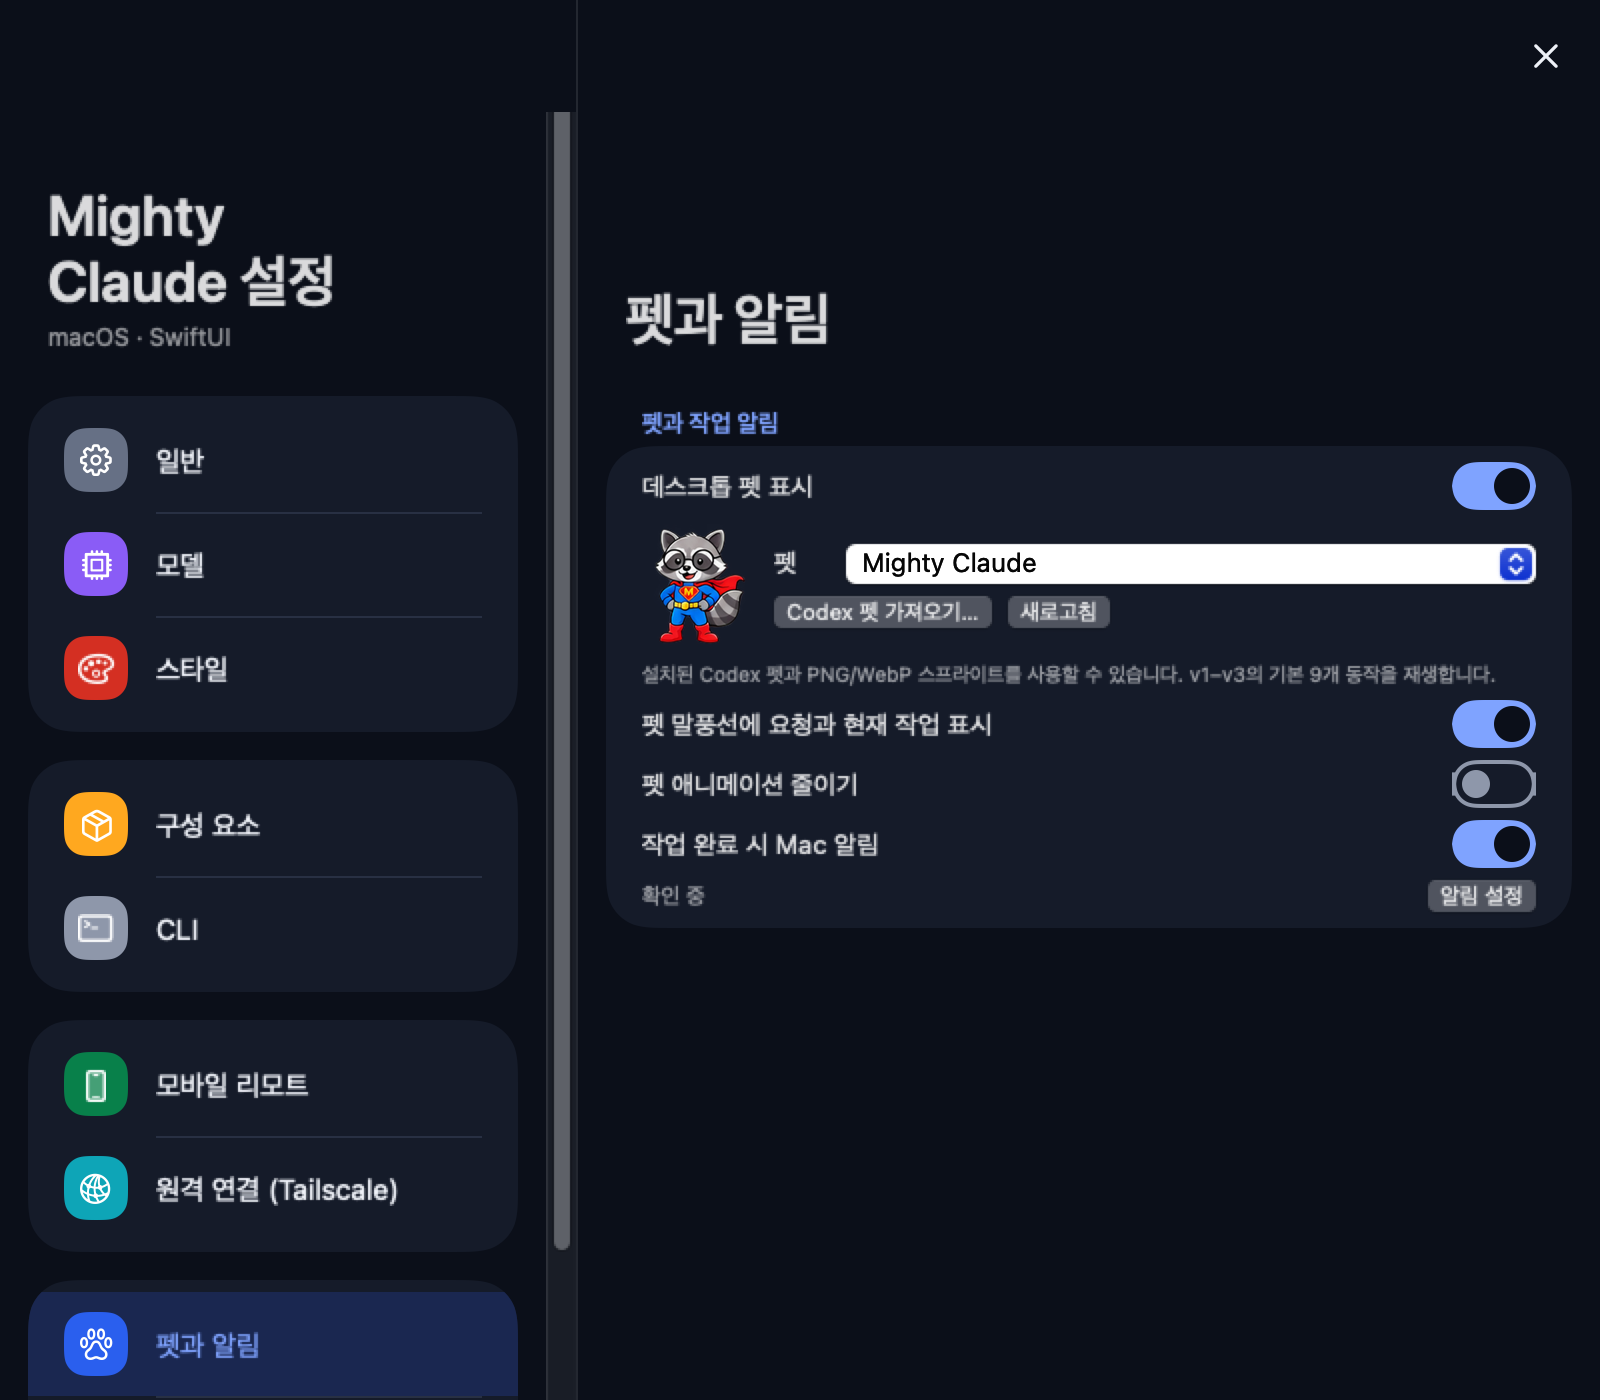 Mighty
Claude 설정
macOS · SwiftUI
일반
모델
스타일
구성 요소
CLI
모바일 리모트
원격 연결 (Tailscale)
펫과 알림
펫과 알림
펫과 작업 알림
데스크톱 펫 표시
M
펫 Mighty Claude
Codex 펫 가져오기... 새로고침
설치된 Codex 펫과 PNG/WebP 스프라이트를 사용할 수 있습니다. v1–v3의 기본 9개 동작을 재생합니다.
펫 말풍선에 요청과 현재 작업 표시
펫 애니메이션 줄이기
작업 완료 시 Mac 알림
확인 중 알림 설정